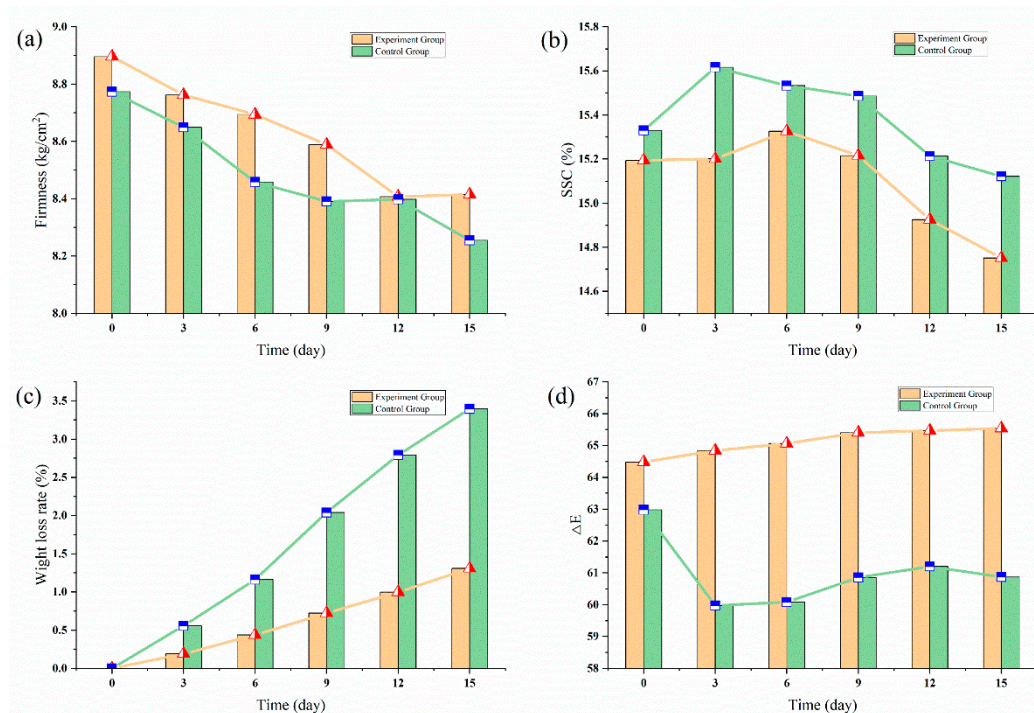 (a)
Experiment Group
Control Group
Firmness (kg/cm²)
9.0
8.8
8.6
8.4
8.2
8.0
0 3 6 9 12 15
Time (day)
(b)
Experiment Group
Control Group
SSC (%)
15.8
15.6
15.4
15.2
15.0
14.8
14.6
0 3 6 9 12 15
Time (day)
(c)
Experiment Group
Control Group
Wight loss rate (%)
3.5
3.0
2.5
2.0
1.5
1.0
0.5
0.0
0 3 6 9 12 15
Time (day)
(d)
Experiment Group
Control Group
△E
67
66
65
64
63
62
61
60
59
58
0 3 6 9 12 15
Time (day)